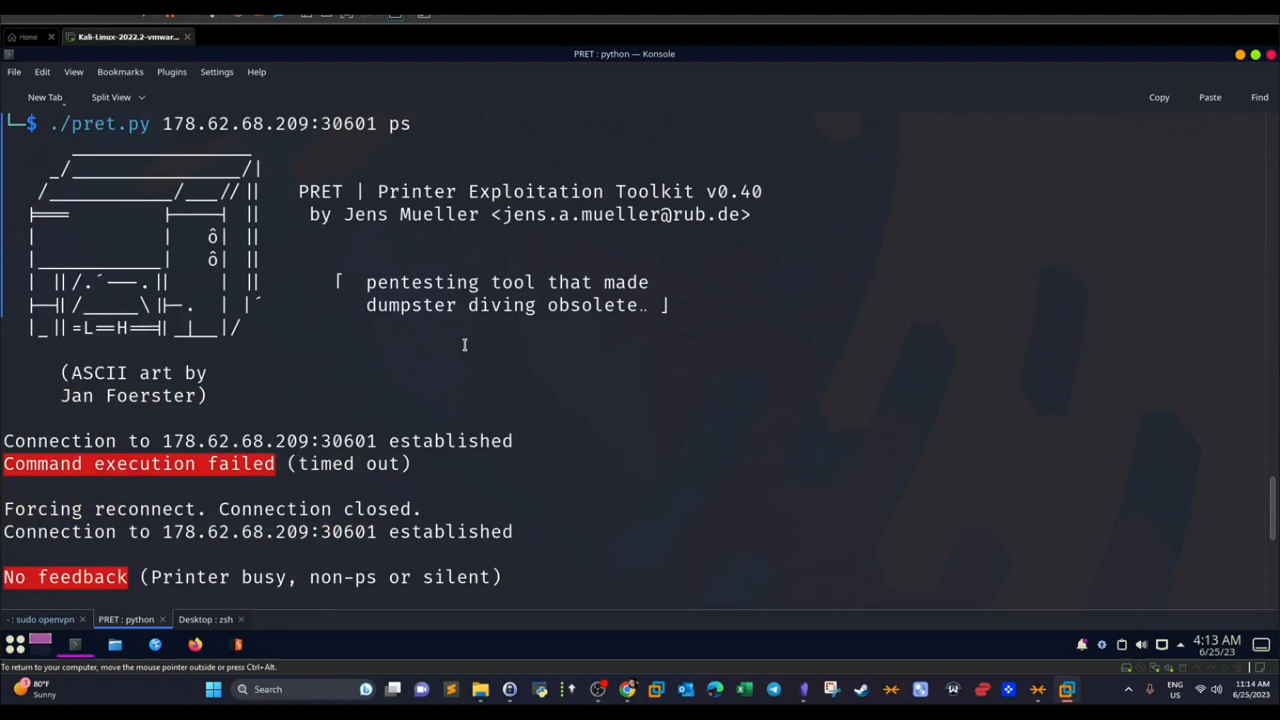 Home
Kali-Linux-2022.2-vmwar...
PRET : python — Konsole
File Edit View Bookmarks Plugins Settings Help
New Tab Split View Copy Paste Find
└─$ ./pret.py 178.62.68.209:30601 ps
PRET | Printer Exploitation Toolkit v0.40
by Jens Mueller <jens.a.mueller@rub.de>
「 pentesting tool that made
dumpster diving obsolete‥ 」
(ASCII art by
Jan Foerster)
Connection to 178.62.68.209:30601 established
Command execution failed (timed out)
Forcing reconnect. Connection closed.
Connection to 178.62.68.209:30601 established
No feedback (Printer busy, non-ps or silent)
- : sudo openvpn PRET : python Desktop : zsh
4:13 AM
6/25/23
To return to your computer, move the mouse pointer outside or press Ctrl+Alt.
1
80°F
Sunny
Search
ENG
US
11:14 AM
6/25/2023